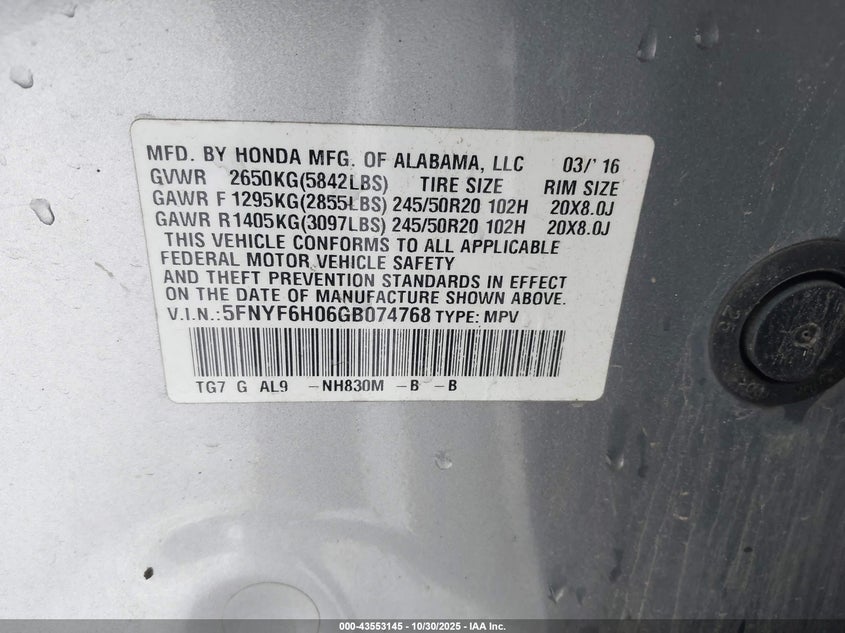 MFD. BY HONDA MFG. OF ALABAMA, LLC 03/'16
GVWR 2650KG(5842LBS) TIRE SIZE RIM SIZE
GAWR F 1295KG(2855LBS) 245/50R20 102H 20X8.0J
GAWR R1405KG(3097LBS) 245/50R20 102H 20X8.0J
THIS VEHICLE CONFORMS TO ALL APPLICABLE
FEDERAL MOTOR VEHICLE SAFETY
AND THEFT PREVENTION STANDARDS IN EFFECT
ON THE DATE OF MANUFACTURE SHOWN ABOVE.
V.I.N.:5FNYF6H06GB074768 TYPE: MPV
TG7 G AL9 -NH830M -B -B
25
000-43553145 - 10/30/2025 - IAA Inc.